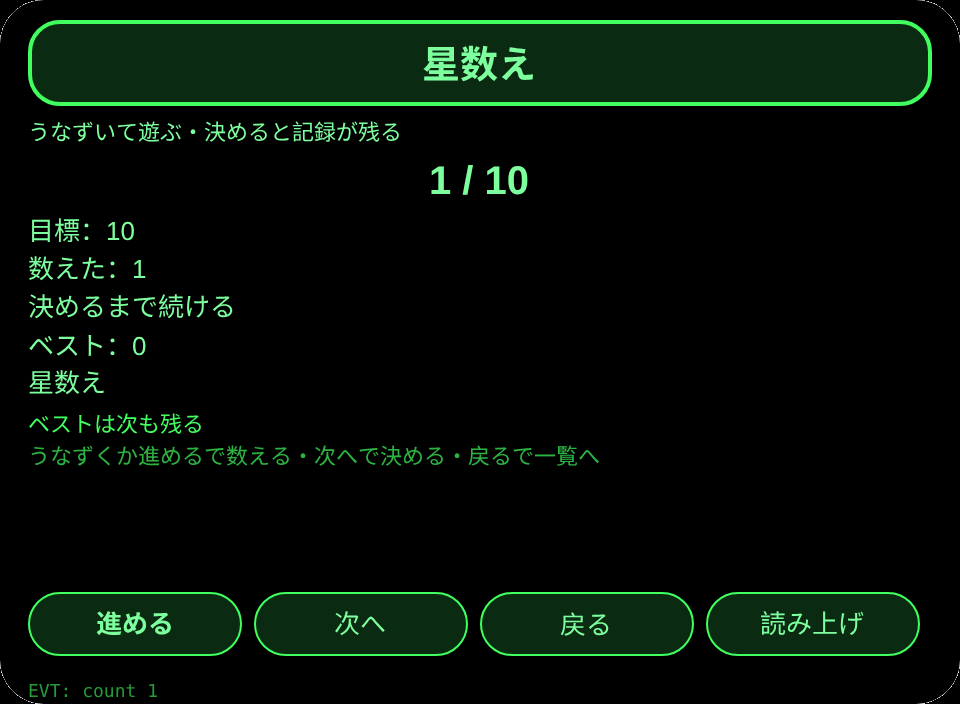 星数え
うなずいて遊ぶ・決めると記録が残る
1 / 10
目標: 10
数えた: 1
決めるまで続ける
ベスト: 0
星数え
ベストは次も残る
うなずくか進めるで数える・次へで決める・戻るで一覧へ
進める 次へ 戻る 読み上げ
EVT: count 1